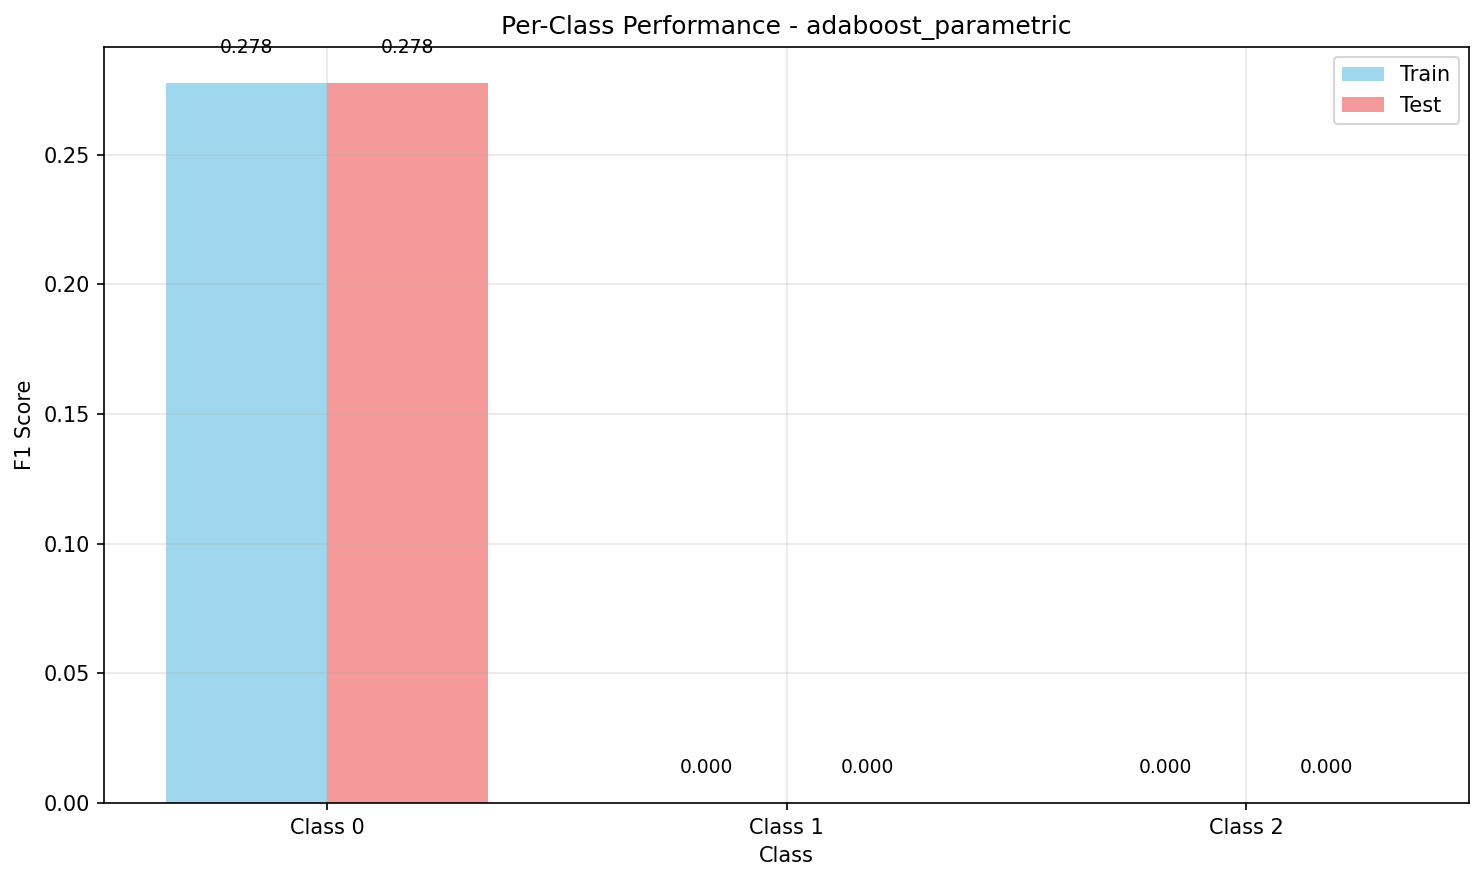 Per-Class Performance - adaboost_parametric
0.278 0.278
Train
Test
0.25
0.20
0.15
0.10
0.05
0.00
F1 Score
0.000 0.000 0.000 0.000
Class 0 Class 1 Class 2
Class